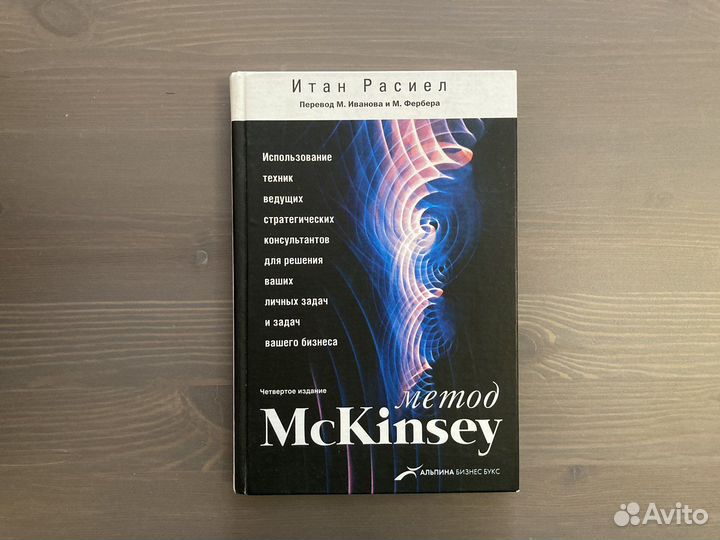 Итан Расиел
Перевод М. Иванова и М. Фербера
Использование
техник
ведущих
стратегических
консультантов
для решения
ваших
личных задач
и задач
вашего бизнеса
Четвертое издание
метод
McKinsey
АЛЬПИНА БИЗНЕС БУКС
Avito